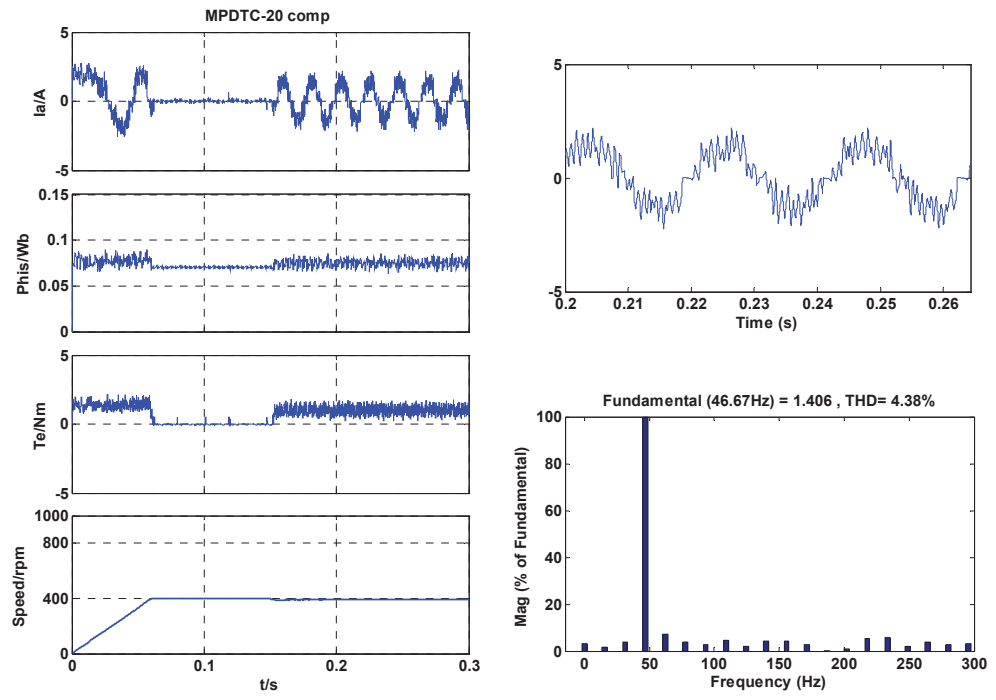 MPDTC-20 comp
5
0
-5
Ia/A
0.15
0.1
0.05
0
Phis/Wb
5
0
-5
Te/Nm
1000
800
400
0
Speed/rpm
0 0.1 0.2 0.3
t/s
5
0
-5
0.2 0.21 0.22 0.23 0.24 0.25 0.26
Time (s)
Fundamental (46.67Hz) = 1.406 , THD= 4.38%
100
80
60
40
20
0
Mag (% of Fundamental)
0 50 100 150 200 250 300
Frequency (Hz)